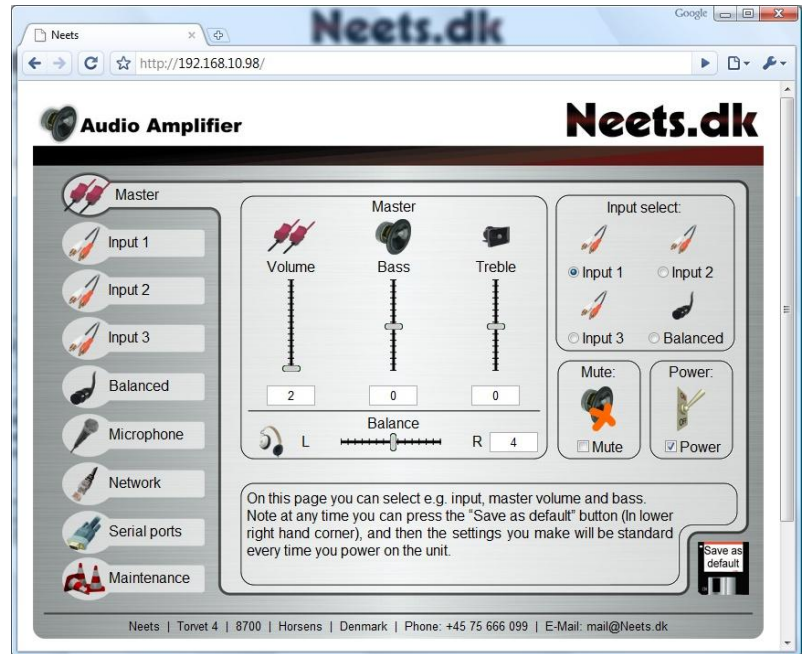 Neets.dk
Google
Neets
http://192.168.10.98/
Audio Amplifier
Neets.dk
Master
Input 1
Input 2
Input 3
Balanced
Microphone
Network
Serial ports
Maintenance
Master
Volume
Bass
Treble
2
0
0
Balance
L
R
4
Input select:
Input 1
Input 2
Input 3
Balanced
Mute:
OFF
Mute
Power:
Power
On this page you can select e.g. input, master volume and bass.
Note at any time you can press the “Save as default” button (In lower
right hand corner), and then the settings you make will be standard
every time you power on the unit.
Save as
default
Neets | Torvet 4 | 8700 | Horsens | Denmark | Phone: +45 75 666 099 | E-Mail: mail@Neets.dk